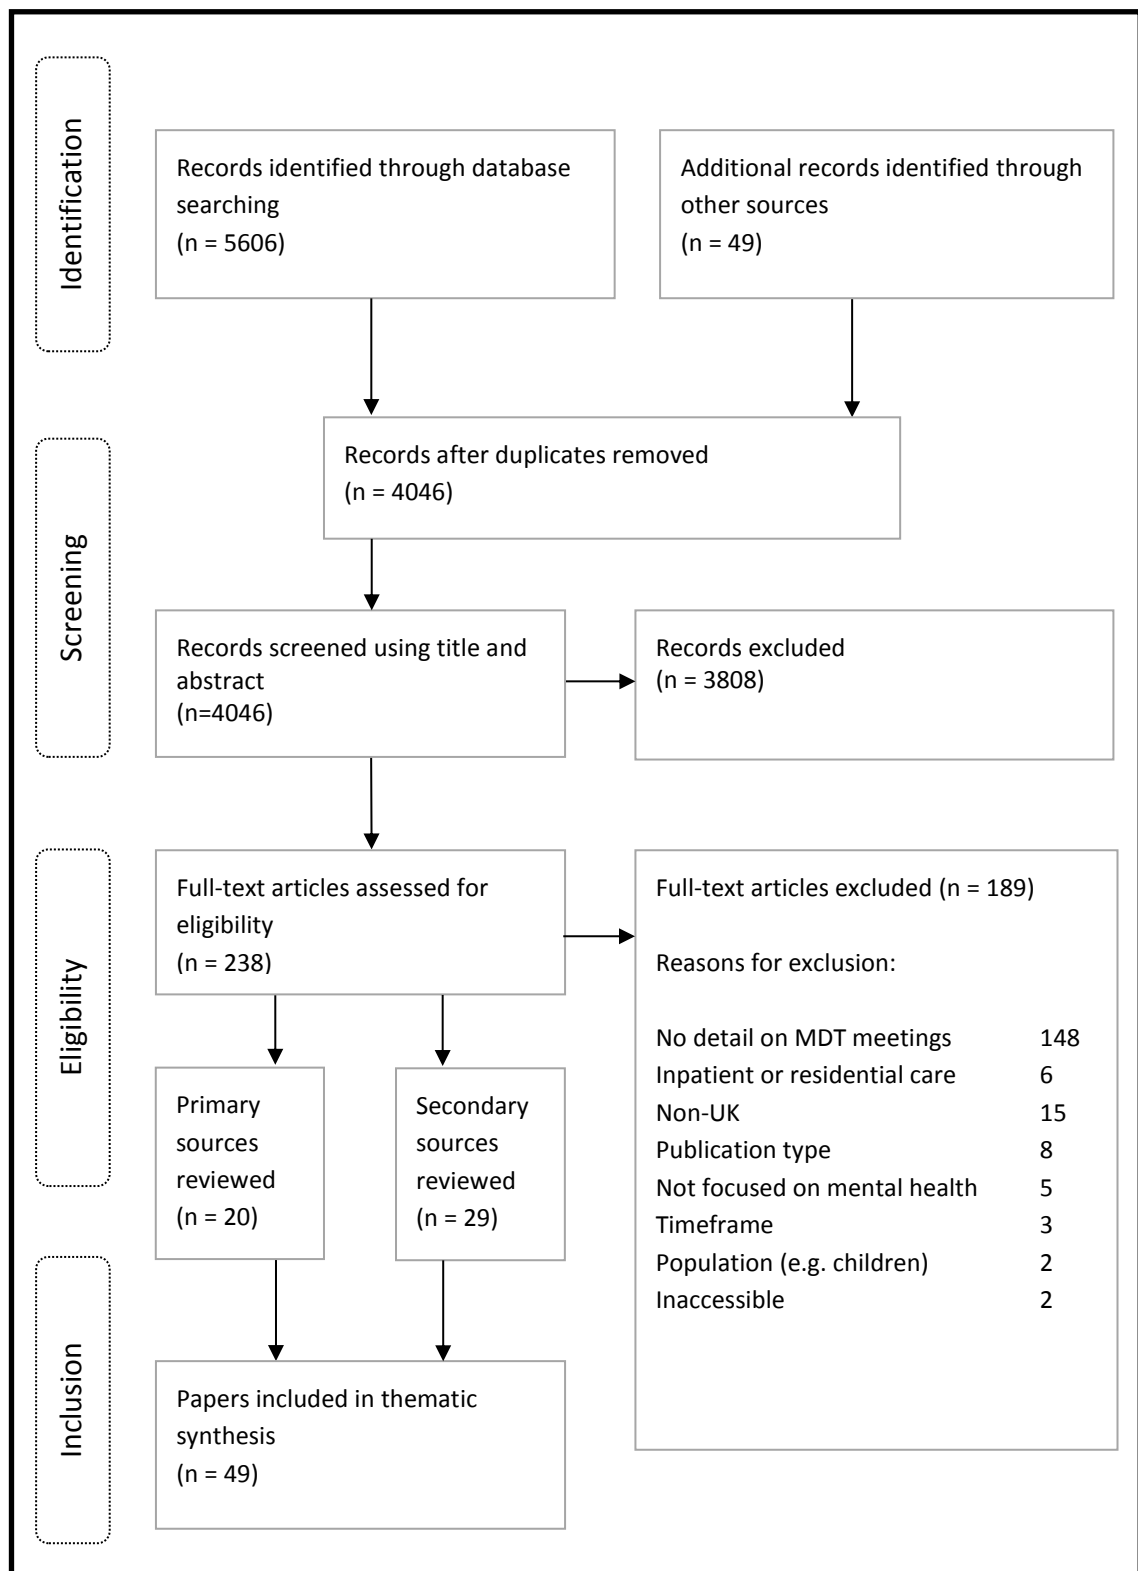 Identification
Records identified through database
searching
(n = 5606)
Additional records identified through
other sources
(n = 49)
Screening
Records after duplicates removed
(n = 4046)
Records screened using title and
abstract
(n=4046)
Records excluded
(n = 3808)
Eligibility
Full-text articles assessed for
eligibility
(n = 238)
Full-text articles excluded (n = 189)
Reasons for exclusion:
No detail on MDT meetings 148
Inpatient or residential care 6
Non-UK 15
Publication type 8
Not focused on mental health 5
Timeframe 3
Population (e.g. children) 2
Inaccessible 2
Primary
sources
reviewed
(n = 20)
Secondary
sources
reviewed
(n = 29)
Inclusion
Papers included in thematic
synthesis
(n = 49)